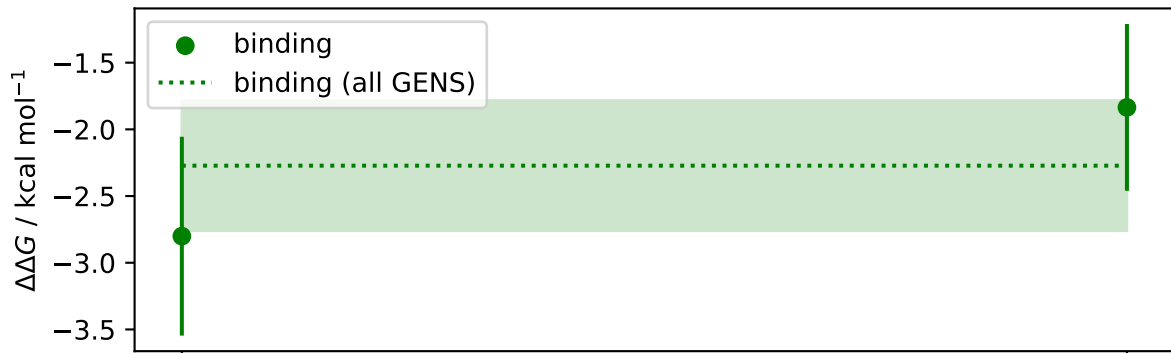 binding
binding (all GENS)
ΔΔG / kcal mol⁻¹
−1.5
−2.0
−2.5
−3.0
−3.5